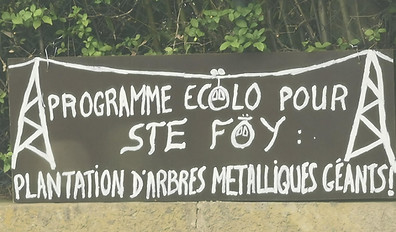 PROGRAMME ECOLO POUR
STE FOY :
PLANTATION D'ARBRES METALLIQUES GÉANTS!